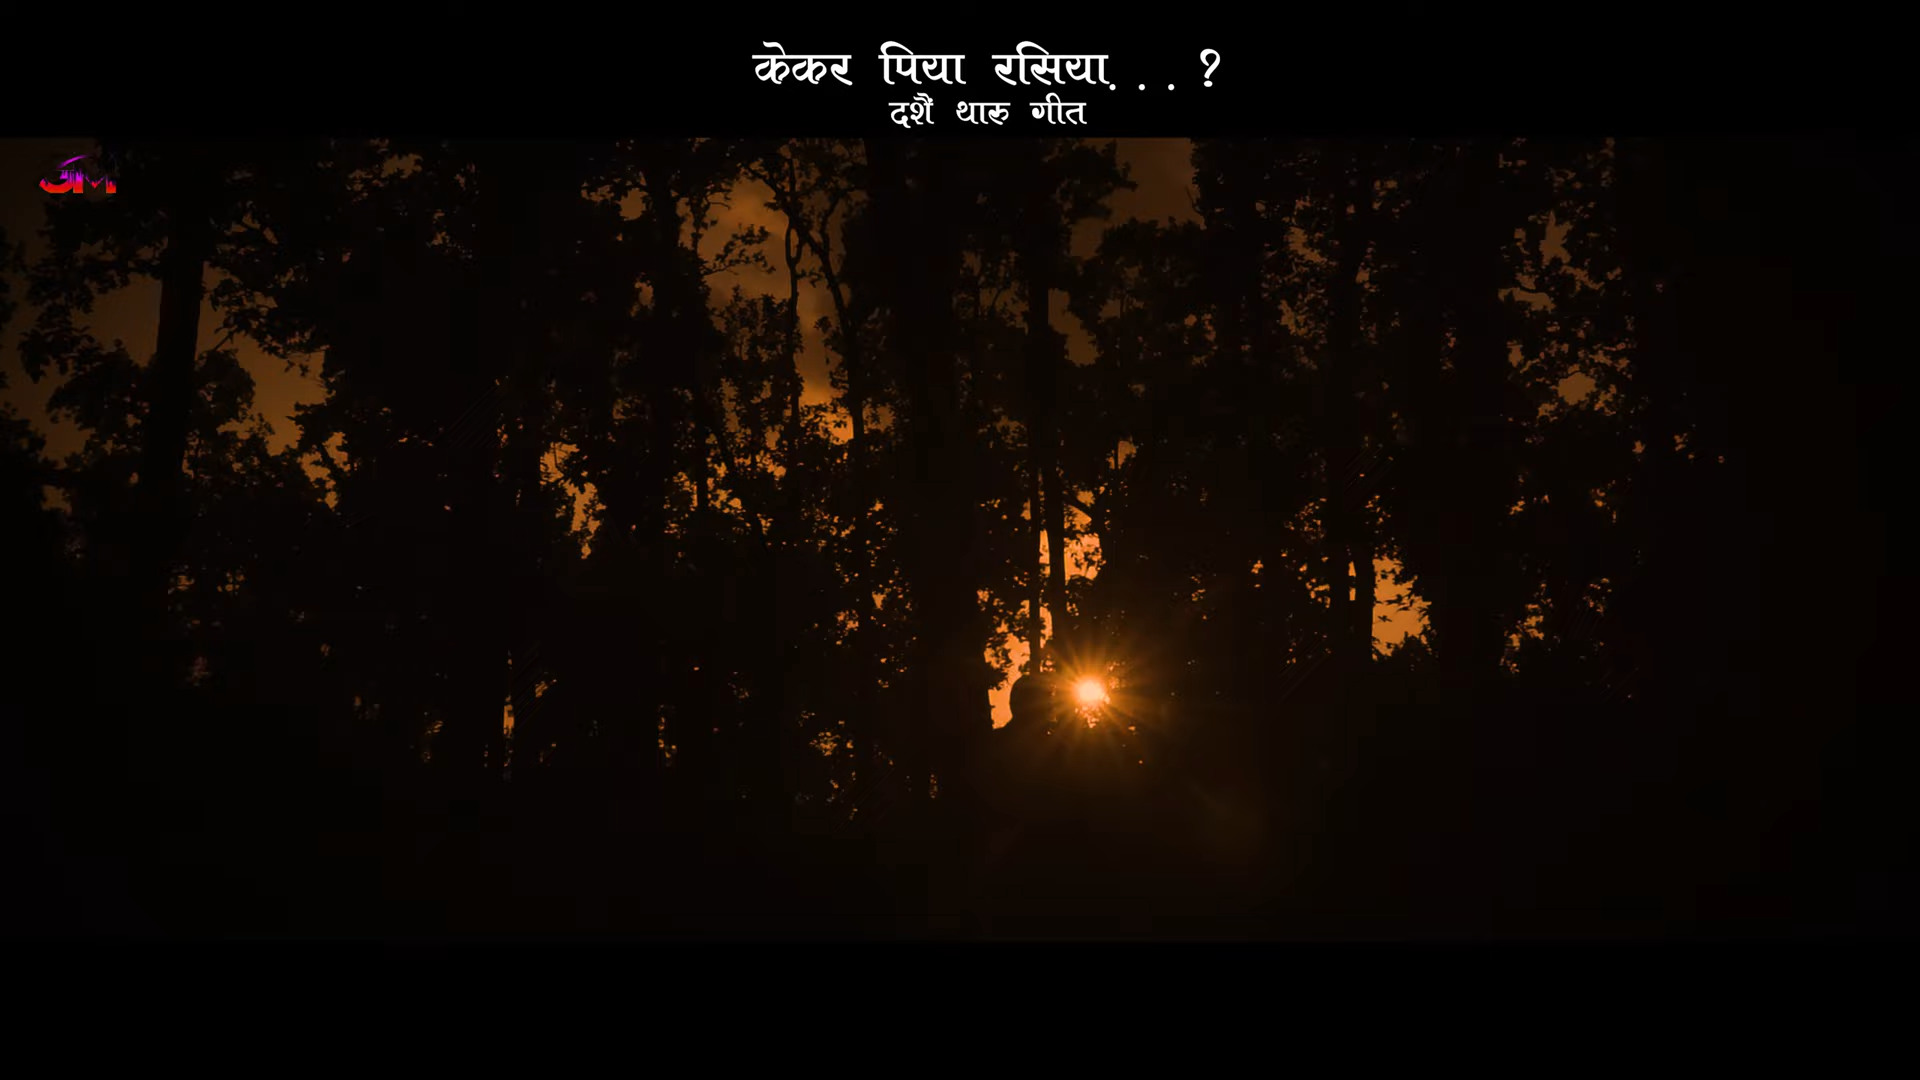 केकर पिया रसिया. . . ?
दशैं थारु गीत